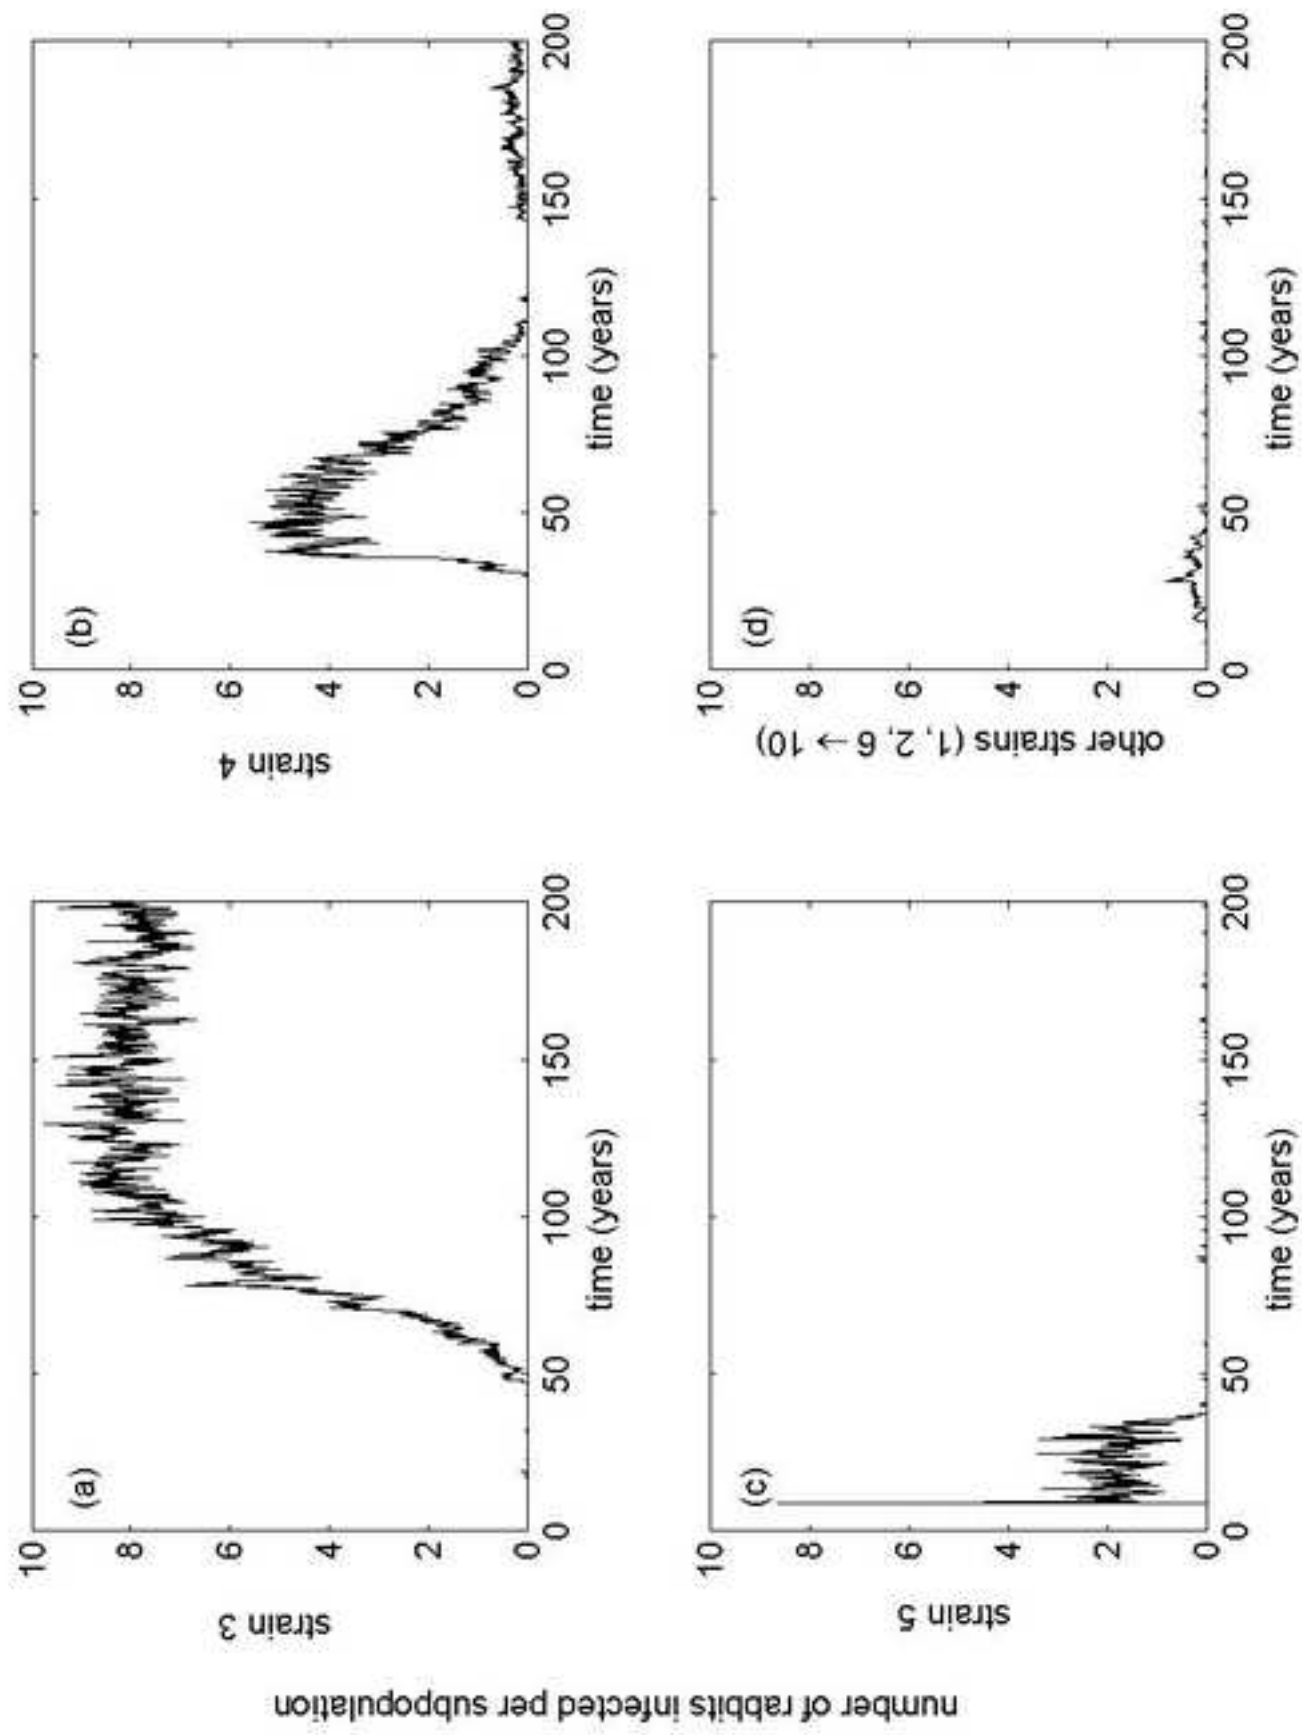 number of rabbits infected per subpopulation
(a)
strain 3
10
8
6
4
2
0
0 50 100 150 200
time (years)
(b)
strain 4
10
8
6
4
2
0
0 50 100 150 200
time (years)
(c)
strain 5
10
8
6
4
2
0
0 50 100 150 200
time (years)
(d)
other strains (1, 2, 6 → 10)
10
8
6
4
2
0
0 50 100 150 200
time (years)